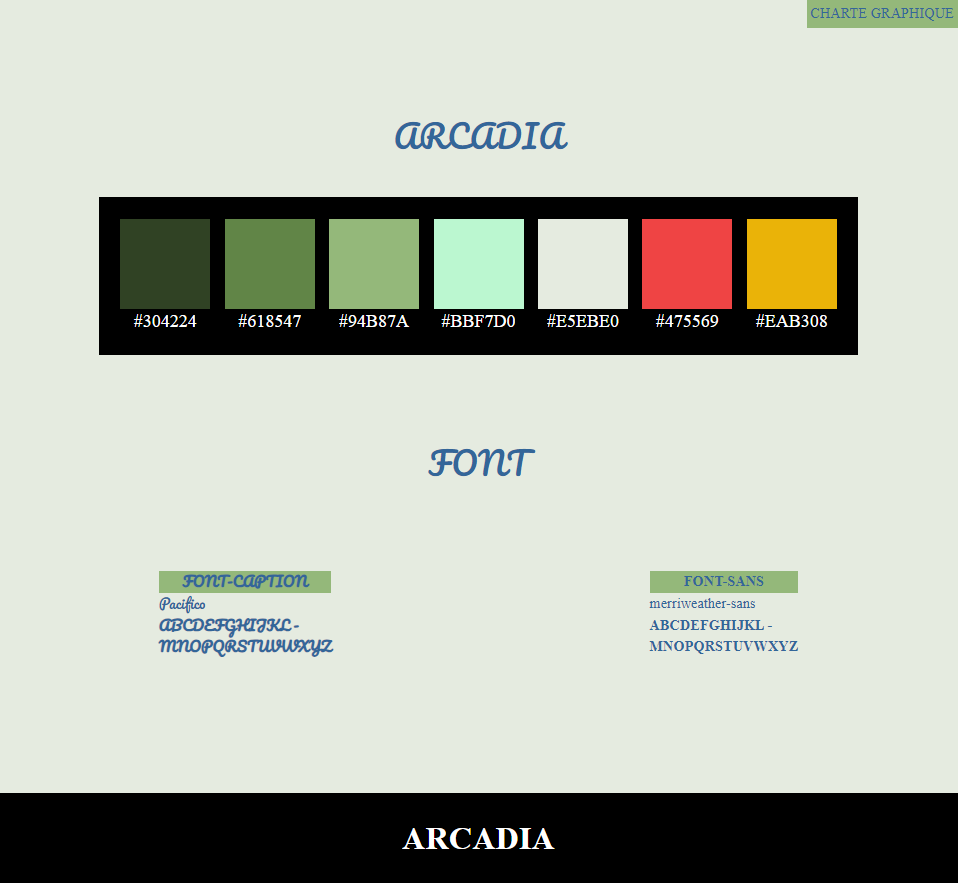 CHARTE GRAPHIQUE
ARCADIA
#304224 #618547 #94B87A #BBF7D0 #E5EBE0 #475569 #EAB308
FONT
FONT-CAPTION
Pacifico
ABCDEFGHIJKL -
MNOPQRSTUVWXYZ
FONT-SANS
merriweather-sans
ABCDEFGHIJKL -
MNOPQRSTUVWXYZ
ARCADIA